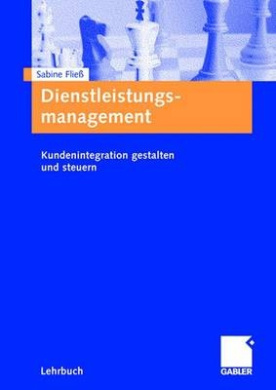 Sabine Fließ
Dienstleistungs-
management
Kundenintegration gestalten
und steuern
Lehrbuch
GABLER